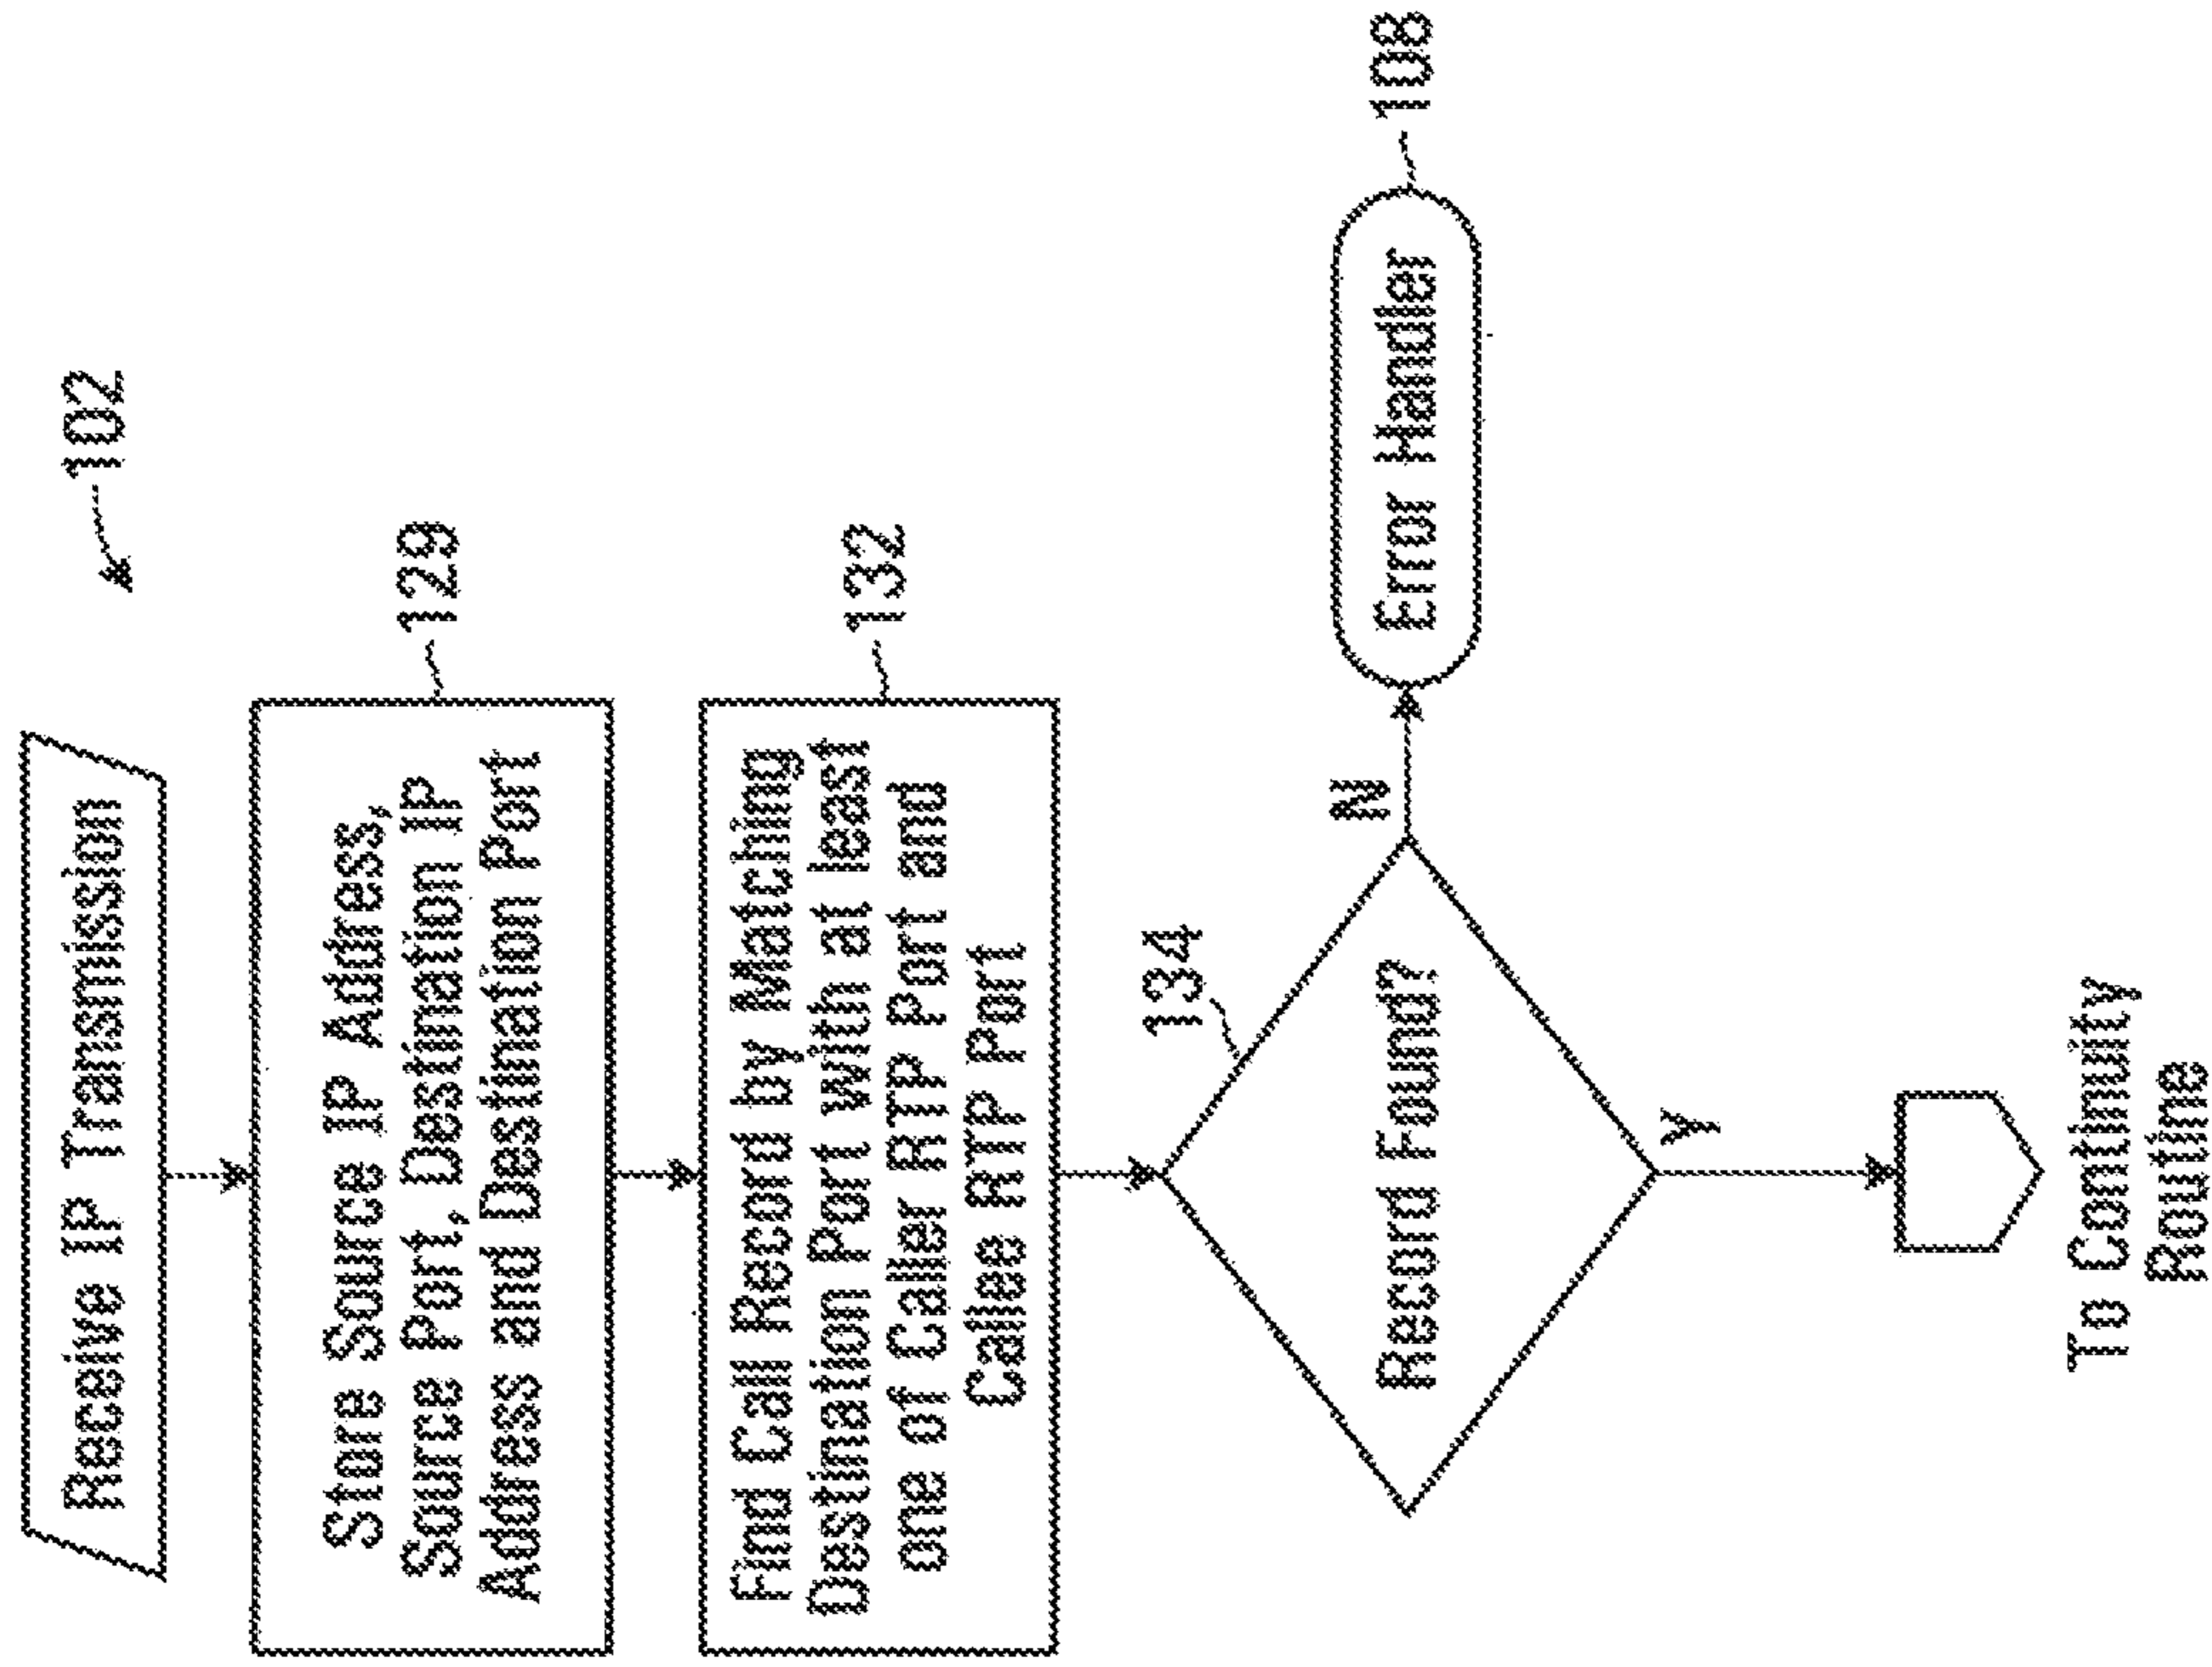 102
Receive IP Transmission
Store Source IP Address,
Source Port, Destination IP
Address and Destination Port
129
Find Call Record by Matching
Destination Port with at least
one of Caller RTP Port and
Callee RTP Port
132
134
Record Found?
N
Error Handler
108
Y
To Continuity
Routine